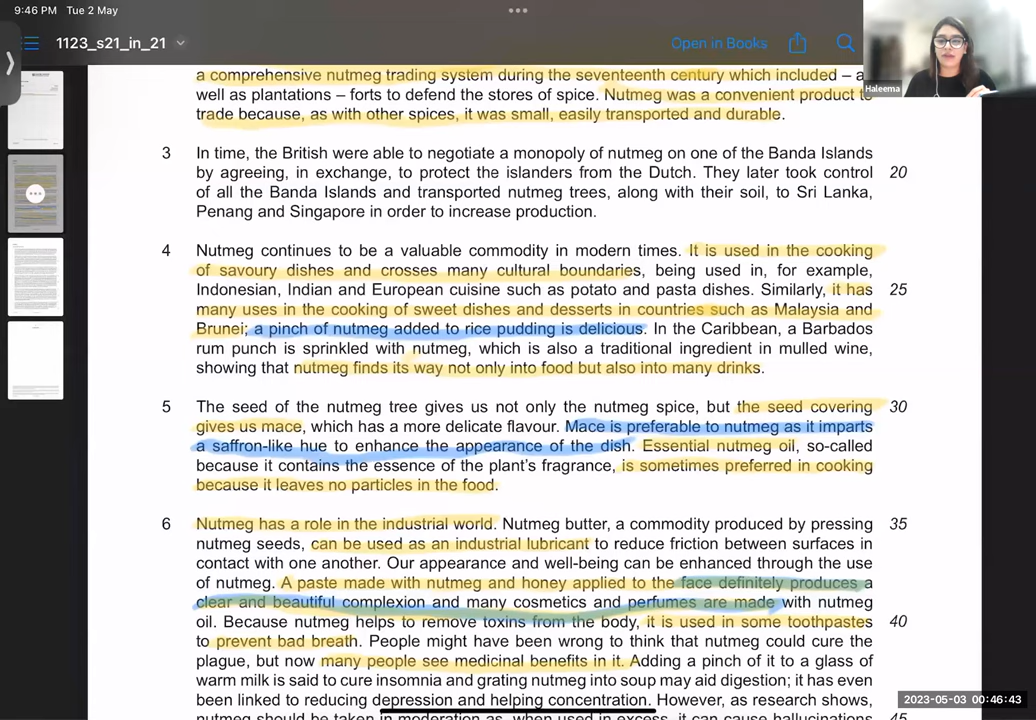 9:46 PM Tue 2 May
1123_s21_in_21
Open in Books
Haleema
a comprehensive nutmeg trading system during the seventeenth century which included – a
well as plantations – forts to defend the stores of spice. Nutmeg was a convenient product to
trade because, as with other spices, it was small, easily transported and durable.
3 In time, the British were able to negotiate a monopoly of nutmeg on one of the Banda Islands
by agreeing, in exchange, to protect the islanders from the Dutch. They later took control 20
of all the Banda Islands and transported nutmeg trees, along with their soil, to Sri Lanka,
Penang and Singapore in order to increase production.
4 Nutmeg continues to be a valuable commodity in modern times. It is used in the cooking
of savoury dishes and crosses many cultural boundaries, being used in, for example,
Indonesian, Indian and European cuisine such as potato and pasta dishes. Similarly, it has 25
many uses in the cooking of sweet dishes and desserts in countries such as Malaysia and
Brunei; a pinch of nutmeg added to rice pudding is delicious. In the Caribbean, a Barbados
rum punch is sprinkled with nutmeg, which is also a traditional ingredient in mulled wine,
showing that nutmeg finds its way not only into food but also into many drinks.
5 The seed of the nutmeg tree gives us not only the nutmeg spice, but the seed covering 30
gives us mace, which has a more delicate flavour. Mace is preferable to nutmeg as it imparts
a saffron-like hue to enhance the appearance of the dish. Essential nutmeg oil, so-called
because it contains the essence of the plant's fragrance, is sometimes preferred in cooking
because it leaves no particles in the food.
6 Nutmeg has a role in the industrial world. Nutmeg butter, a commodity produced by pressing 35
nutmeg seeds, can be used as an industrial lubricant to reduce friction between surfaces in
contact with one another. Our appearance and well-being can be enhanced through the use
of nutmeg. A paste made with nutmeg and honey applied to the face definitely produces a
clear and beautiful complexion and many cosmetics and perfumes are made with nutmeg
oil. Because nutmeg helps to remove toxins from the body, it is used in some toothpastes 40
to prevent bad breath. People might have been wrong to think that nutmeg could cure the
plague, but now many people see medicinal benefits in it. Adding a pinch of it to a glass of
warm milk is said to cure insomnia and grating nutmeg into soup may aid digestion; it has even
been linked to reducing depression and helping concentration. However, as research shows,
nutmeg should be taken in moderation as, when used in excess, it can cause hallucinations 45
2023-05-03 00:46:43